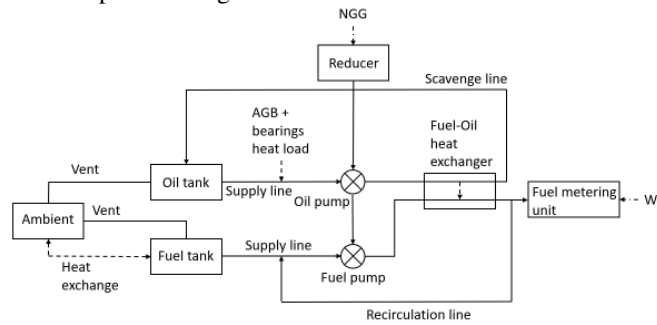 NGG
Reducer
Scavenge line
AGB +
bearings
heat load
Fuel-Oil
heat
exchanger
Vent
Oil tank
Supply line
Oil pump
Fuel metering
unit
W
Ambient
Vent
Supply line
Heat
exchange
Fuel tank
Fuel pump
Recirculation line